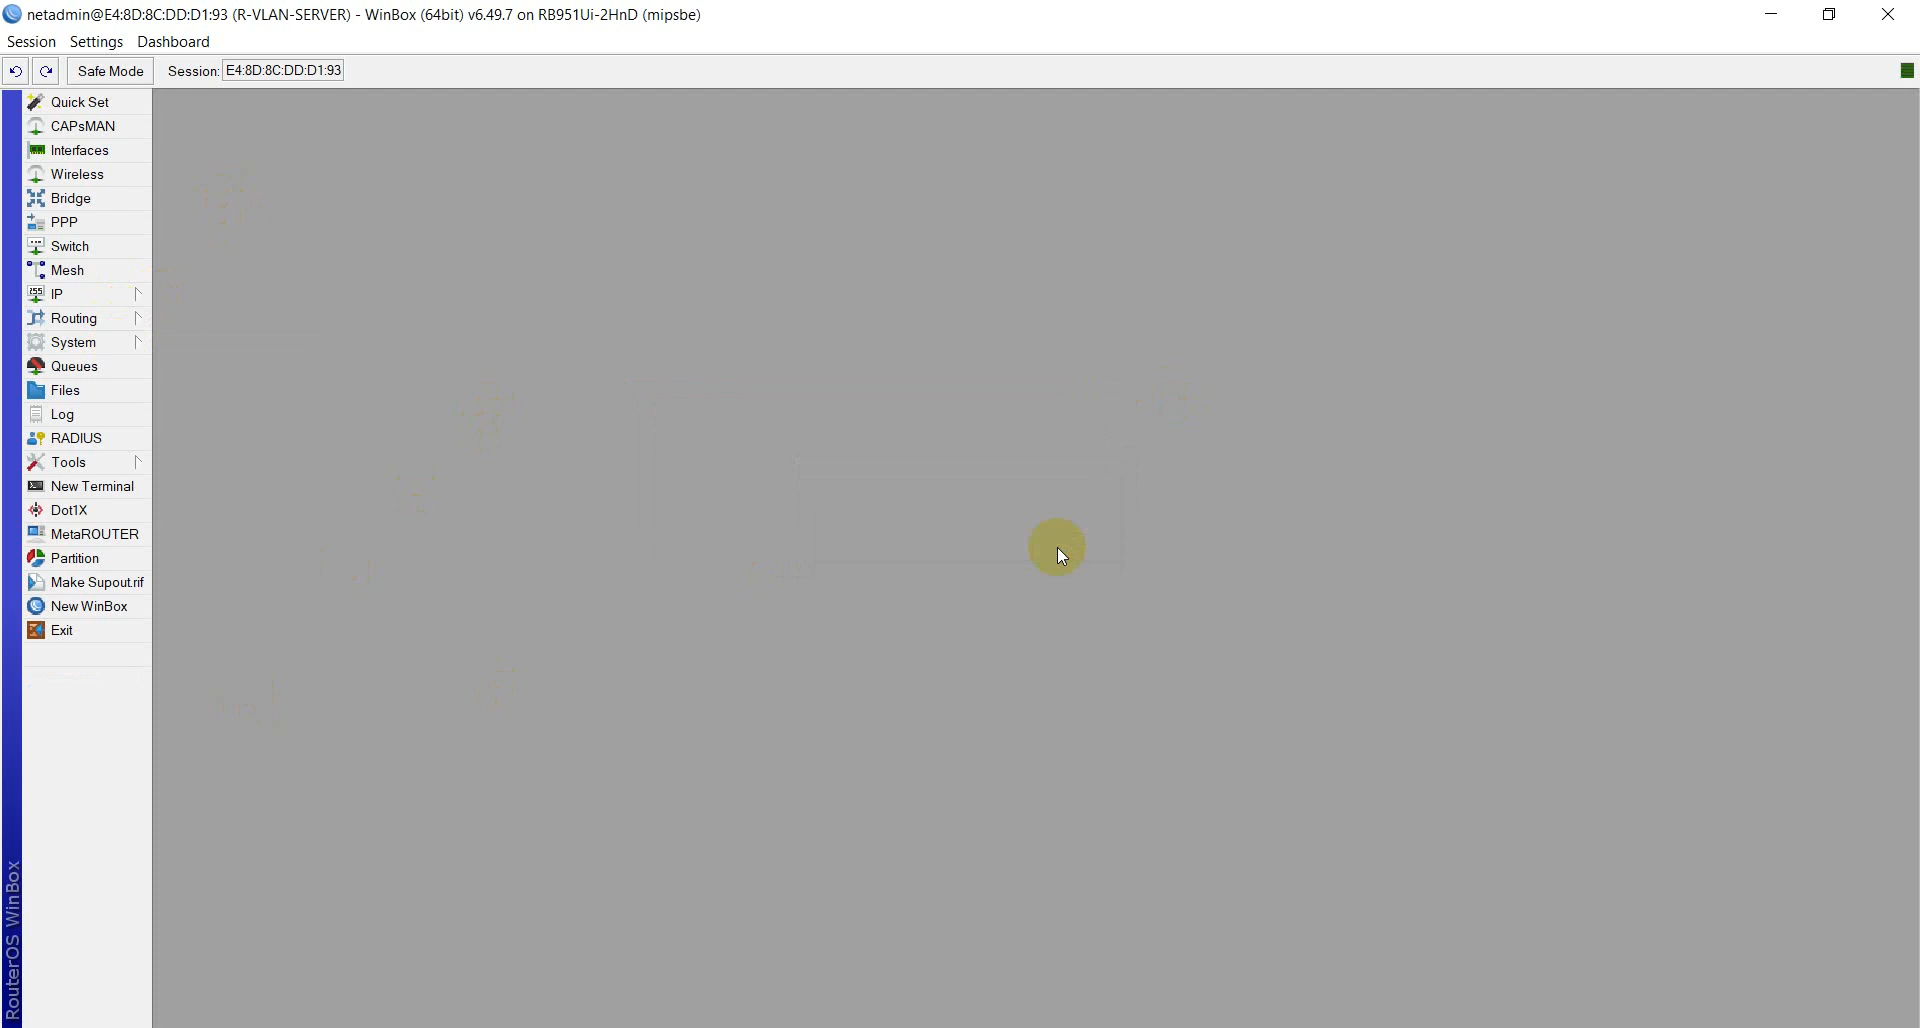 netadmin@E4:8D:8C:DD:D1:93 (R-VLAN-SERVER) - WinBox (64bit) v6.49.7 on RB951Ui-2HnD (mipsbe)
Session Settings Dashboard
Safe Mode Session: E4:8D:8C:DD:D1:93
Quick Set
CAPsMAN
Interfaces
Wireless
Bridge
PPP
Switch
Mesh
255 IP
Routing
System
Queues
Files
Log
RADIUS
Tools
New Terminal
Dot1X
MetaROUTER
Partition
Make Supout.rif
New WinBox
Exit
RouterOS WinBox